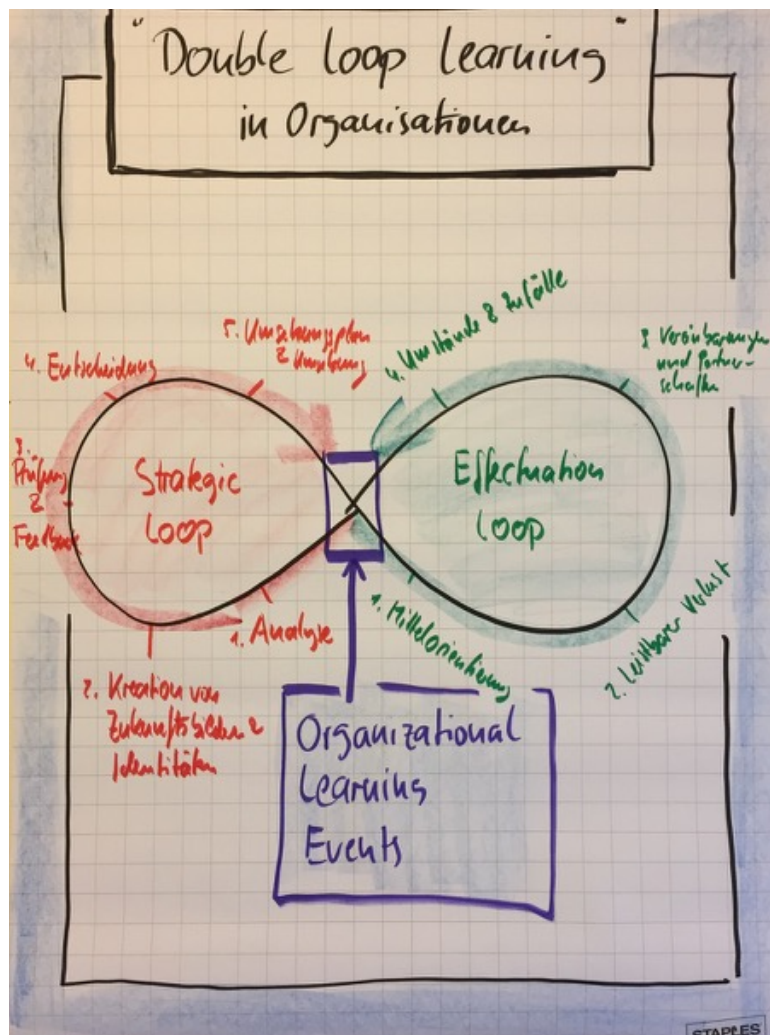 "Double Loop Learning"
in Organisationen
5. Umsetzungsplan
& Umsetzung
4. Entscheidung
3.
Prüfung
&
Feedback
Strategic
Loop
1. Analyse
2. Kreation von
Zukunftsbildern &
Identitäten
4. Umstände & Zufälle
3. Vereinbarungen
und Partner-
schaften
Effectuation
Loop
1. Mittelorientierung
2. Leistbarer Verlust
Organizational
Learning
Events
STAPLES